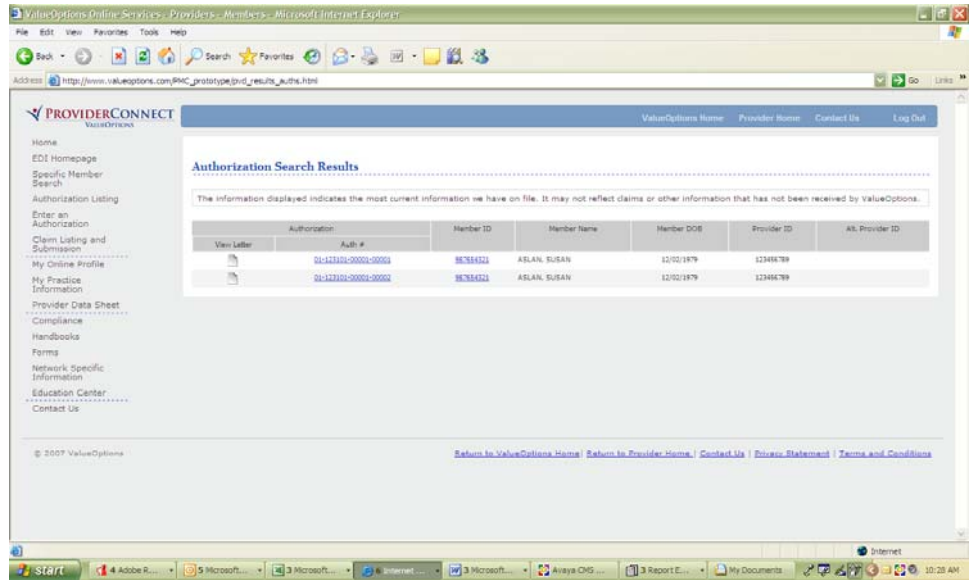 ValueOptions Online Services - Providers - Members - Microsoft Internet Explorer
File Edit View Favorites Tools Help
Back Search Favorites
Address http://www.valueoptions.com/PMC_prototype/pvd_results_auths.html Go Links
PROVIDERCONNECT
VALUEOPTIONS
ValueOptions Home Provider Home Contact Us Log Out
Home
EDI Homepage
Specific Member
Search
Authorization Listing
Enter an
Authorization
Claim Listing and
Submission
My Online Profile
My Practice
Information
Provider Data Sheet
Compliance
Handbooks
Forms
Network Specific
Information
Education Center
Contact Us
Authorization Search Results
The information displayed indicates the most current information we have on file. It may not reflect claims or other information that has not been received by ValueOptions.
Authorization Member ID Member Name Member DOB Provider ID Alt. Provider ID
View Letter Auth #
01-123101-00001-00001 987654321 ASLAN, SUSAN 12/02/1979 123456789
01-123101-00001-00002 987654321 ASLAN, SUSAN 12/02/1979 123456789
© 2007 ValueOptions
Return to ValueOptions Home | Return to Provider Home | Contact Us | Privacy Statement | Terms and Conditions
Internet
start 4 Adobe R... 5 Microsoft... 3 Microsoft... 6 Internet ... 3 Microsoft... Avaya CMS ... 3 Report E... My Documents 10:28 AM